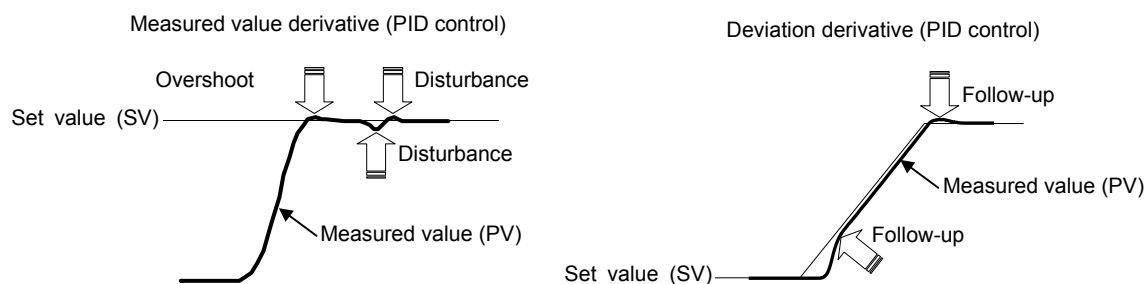 Measured value derivative (PID control)
Overshoot
Disturbance
Set value (SV)
Disturbance
Measured value (PV)
Deviation derivative (PID control)
Follow-up
Measured value (PV)
Follow-up
Set value (SV)